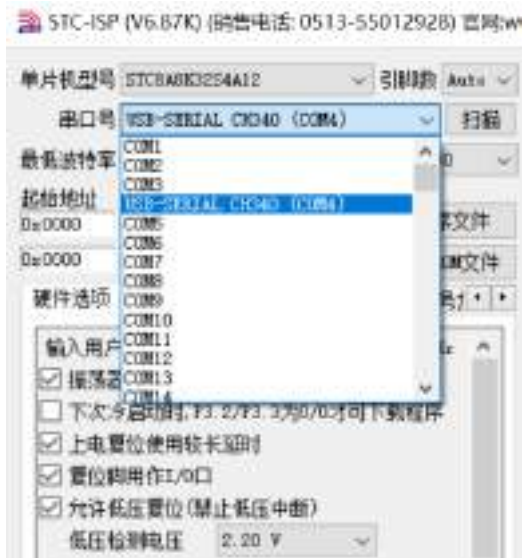 STC-ISP (V6.87K) (销售电话: 0513-55012928) 官网:w
单片机型号 STC8A8K32S4A12 引脚数 Auto
串口号 USB-SERIAL CH340 (COM4) 扫描
最低波特率
COM1
COM2
COM3
USB-SERIAL CH340 (COM4)
COM5
COM6
COM7
COM8
COM9
COM10
COM11
COM12
COM13
COM14
起始地址
0x0000 文件
0x0000 文件
硬件选项
输入用户
振荡器
下次冷启动时, P3.2/P3.3为0/0才可下载程序
上电复位使用较长延时
复位脚用作I/O口
允许低压复位(禁止低压中断)
低压检测电压 2.20 V